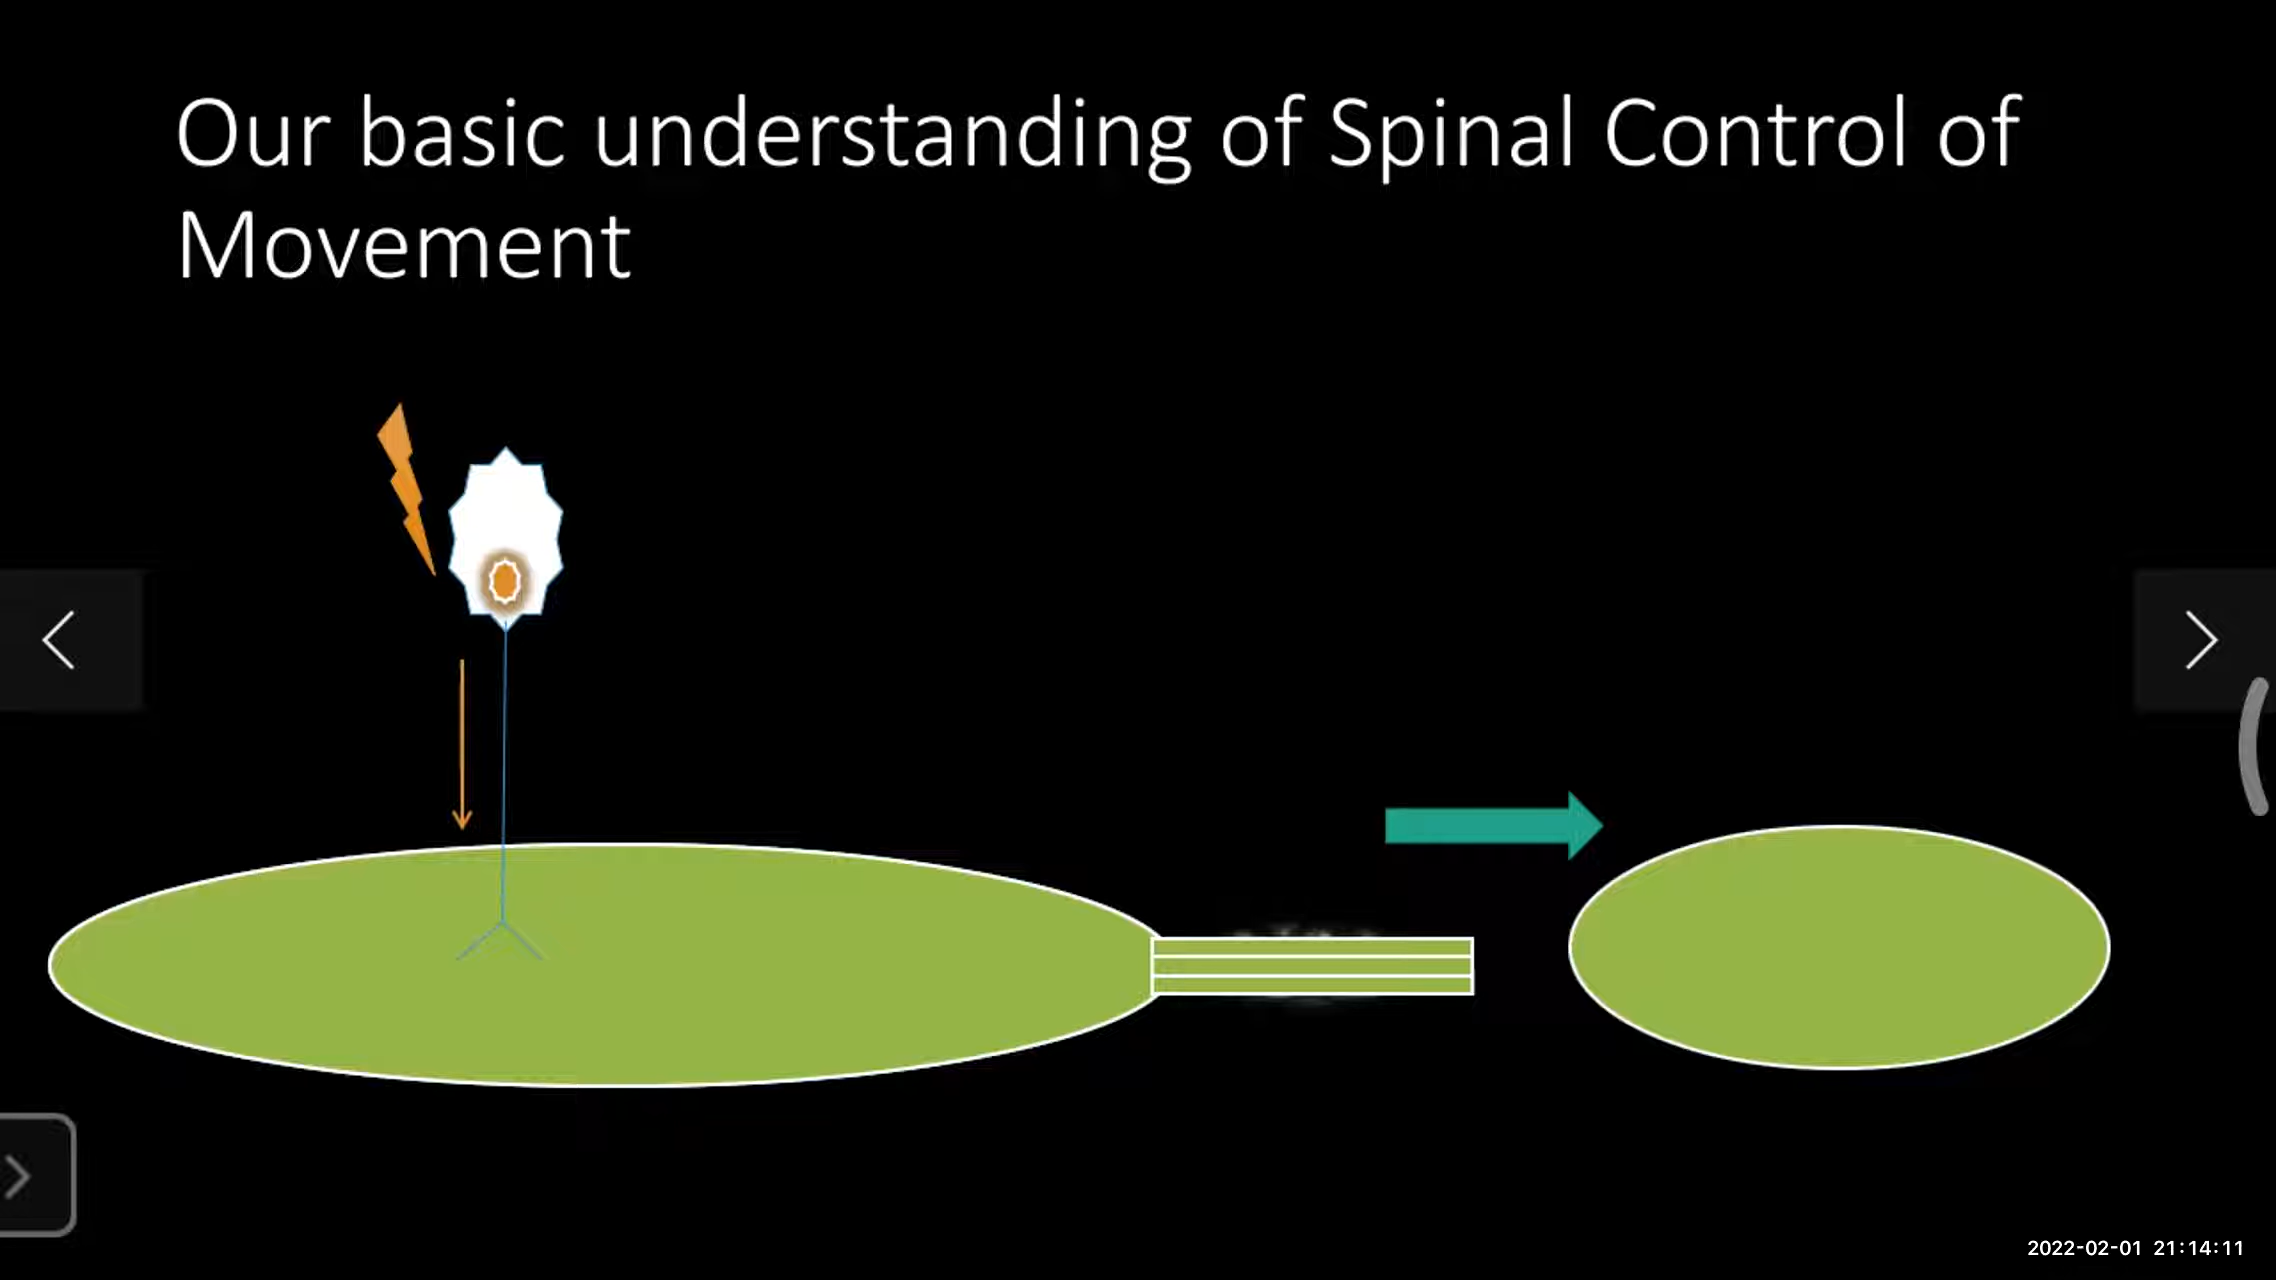 Our basic understanding of Spinal Control of
Movement
2022-02-01 21:14:11